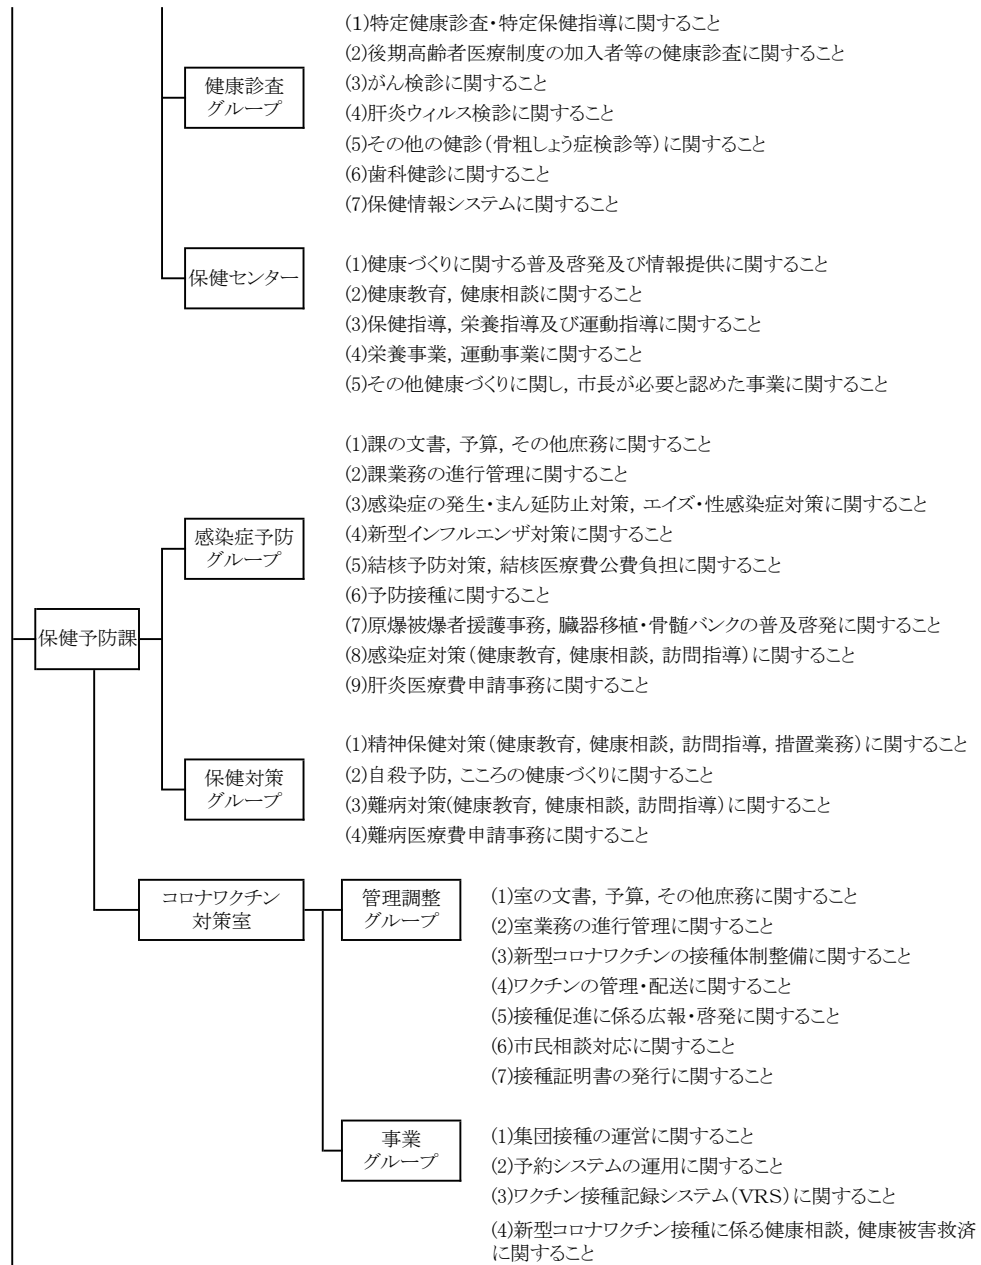 (1)特定健康診査・特定保健指導に関すること
(2)後期高齢者医療制度の加入者等の健康診査に関すること
健康診査
グループ
(3)がん検診に関すること
(4)肝炎ウィルス検診に関すること
(5)その他の健診(骨粗しょう症検診等)に関すること
(6)歯科健診に関すること
(7)保健情報システムに関すること
保健センター
(1)健康づくりに関する普及啓発及び情報提供に関すること
(2)健康教育, 健康相談に関すること
(3)保健指導, 栄養指導及び運動指導に関すること
(4)栄養事業, 運動事業に関すること
(5)その他健康づくりに関し, 市長が必要と認めた事業に関すること
保健予防課
感染症予防
グループ
(1)課の文書, 予算, その他庶務に関すること
(2)課業務の進行管理に関すること
(3)感染症の発生・まん延防止対策, エイズ・性感染症対策に関すること
(4)新型インフルエンザ対策に関すること
(5)結核予防対策, 結核医療費公費負担に関すること
(6)予防接種に関すること
(7)原爆被爆者援護事務, 臓器移植・骨髄バンクの普及啓発に関すること
(8)感染症対策(健康教育, 健康相談, 訪問指導)に関すること
(9)肝炎医療費申請事務に関すること
保健対策
グループ
(1)精神保健対策(健康教育, 健康相談, 訪問指導, 措置業務)に関すること
(2)自殺予防, こころの健康づくりに関すること
(3)難病対策(健康教育, 健康相談, 訪問指導)に関すること
(4)難病医療費申請事務に関すること
コロナワクチン
対策室
管理調整
グループ
(1)室の文書, 予算, その他庶務に関すること
(2)室業務の進行管理に関すること
(3)新型コロナワクチンの接種体制整備に関すること
(4)ワクチンの管理・配送に関すること
(5)接種促進に係る広報・啓発に関すること
(6)市民相談対応に関すること
(7)接種証明書の発行に関すること
事業
グループ
(1)集団接種の運営に関すること
(2)予約システムの運用に関すること
(3)ワクチン接種記録システム(VRS)に関すること
(4)新型コロナワクチン接種に係る健康相談, 健康被害救済
に関すること